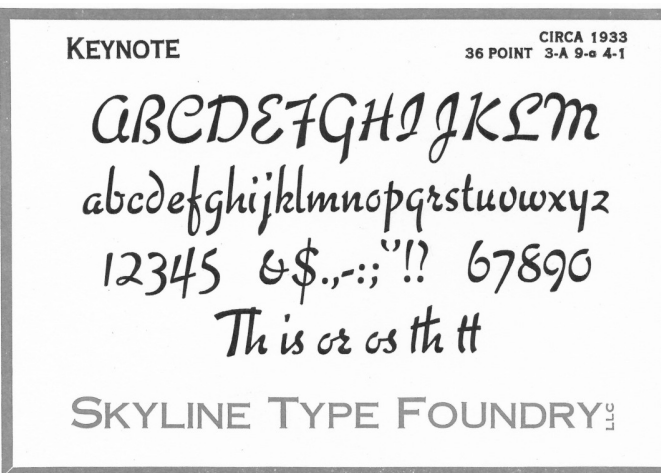 KEYNOTE
CIRCA 1933
36 POINT 3-A 9-a 4-1
ABCDEFGHIJKLM
abcdefghijklmnopqrstuvwxyz
12345 &$.,-:;“!? 67890
Th is or os th tt
SKYLINE TYPE FOUNDRY LLC